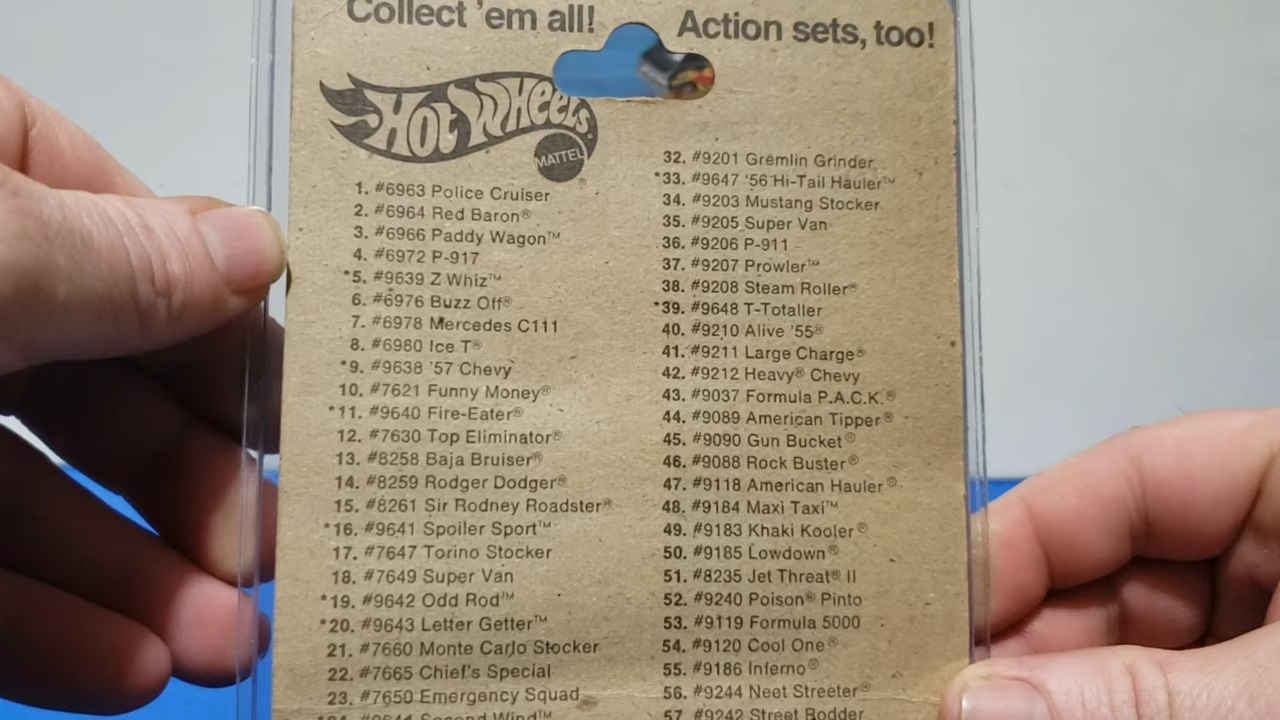 Collect 'em all!
Action sets, too!
Hot Wheels
MATTEL ®
1. #6963 Police Cruiser
2. #6964 Red Baron®
3. #6966 Paddy Wagon™
4. #6972 P-917
*5. #9639 Z Whiz™
6. #6976 Buzz Off®
7. #6978 Mercedes C111
8. #6980 Ice T®
*9. #9638 '57 Chevy
10. #7621 Funny Money®
*11. #9640 Fire-Eater®
12. #7630 Top Eliminator®
13. #8258 Baja Bruiser®
14. #8259 Rodger Dodger®
15. #8261 Sir Rodney Roadster®
*16. #9641 Spoiler Sport™
17. #7647 Torino Stocker
18. #7649 Super Van
*19. #9642 Odd Rod™
*20. #9643 Letter Getter™
21. #7660 Monte Carlo Stocker
22. #7665 Chief's Special
23. #7650 Emergency Squad
*24. #9644 Second Wind™
32. #9201 Gremlin Grinder
*33. #9647 '56 Hi-Tail Hauler™
34. #9203 Mustang Stocker
35. #9205 Super Van
36. #9206 P-911
37. #9207 Prowler™
38. #9208 Steam Roller®
*39. #9648 T-Totaller
40. #9210 Alive '55®
41. #9211 Large Charge®
42. #9212 Heavy® Chevy
43. #9037 Formula P.A.C.K.®
44. #9089 American Tipper®
45. #9090 Gun Bucket®
46. #9088 Rock Buster®
47. #9118 American Hauler®
48. #9184 Maxi Taxi™
49. #9183 Khaki Kooler®
50. #9185 Lowdown®
51. #8235 Jet Threat® II
52. #9240 Poison® Pinto
53. #9119 Formula 5000
54. #9120 Cool One®
55. #9186 Inferno®
56. #9244 Neet Streeter®
57. #9242 Street Rodder